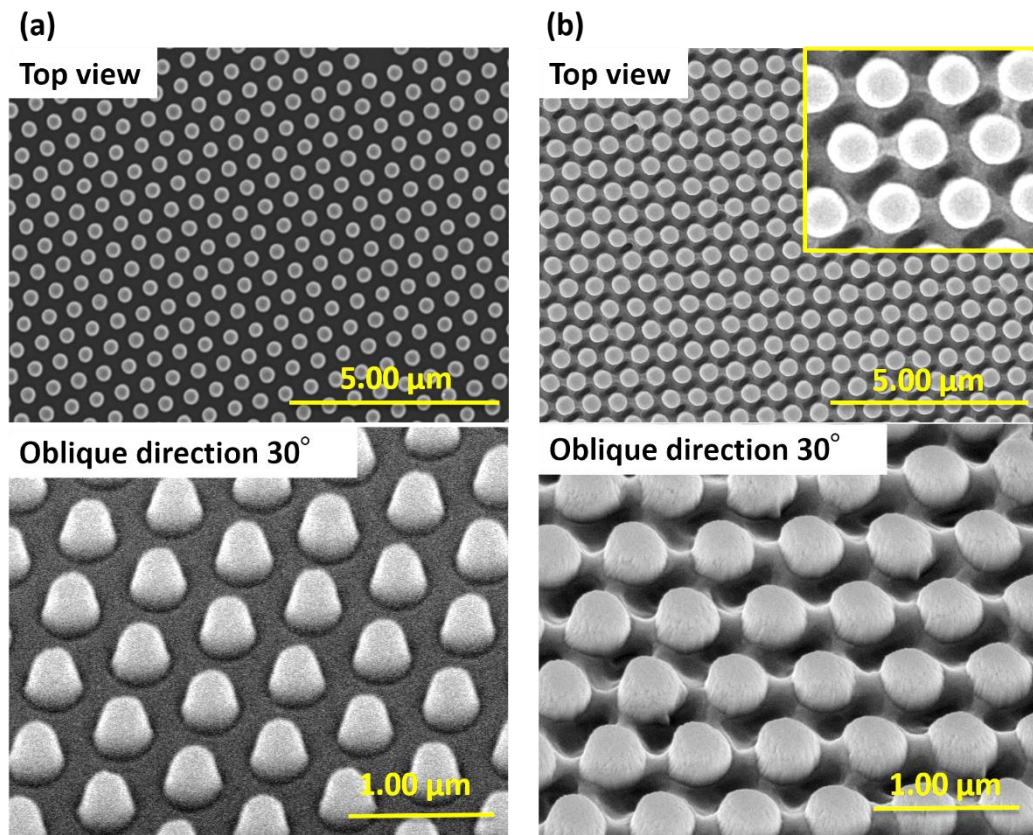 (a)
Top view
5.00 μm
Oblique direction 30°
1.00 μm
(b)
Top view
5.00 μm
Oblique direction 30°
1.00 μm